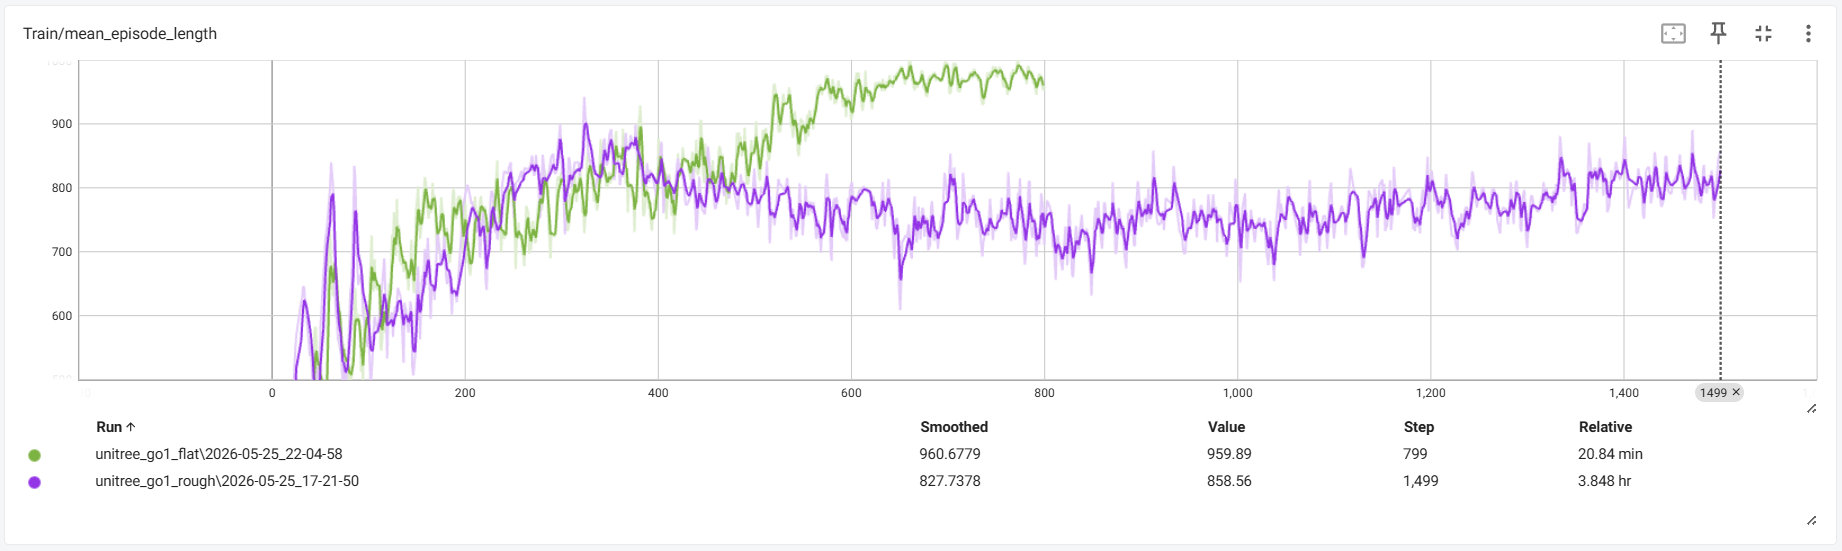 Train/mean_episode_length
1000
900
800
700
600
500
0 200 400 600 800 1,000 1,200 1,400 1499 ✕
Run ↑ Smoothed Value Step Relative
unitree_go1_flat\2026-05-25_22-04-58 960.6779 959.89 799 20.84 min
unitree_go1_rough\2026-05-25_17-21-50 827.7378 858.56 1,499 3.848 hr